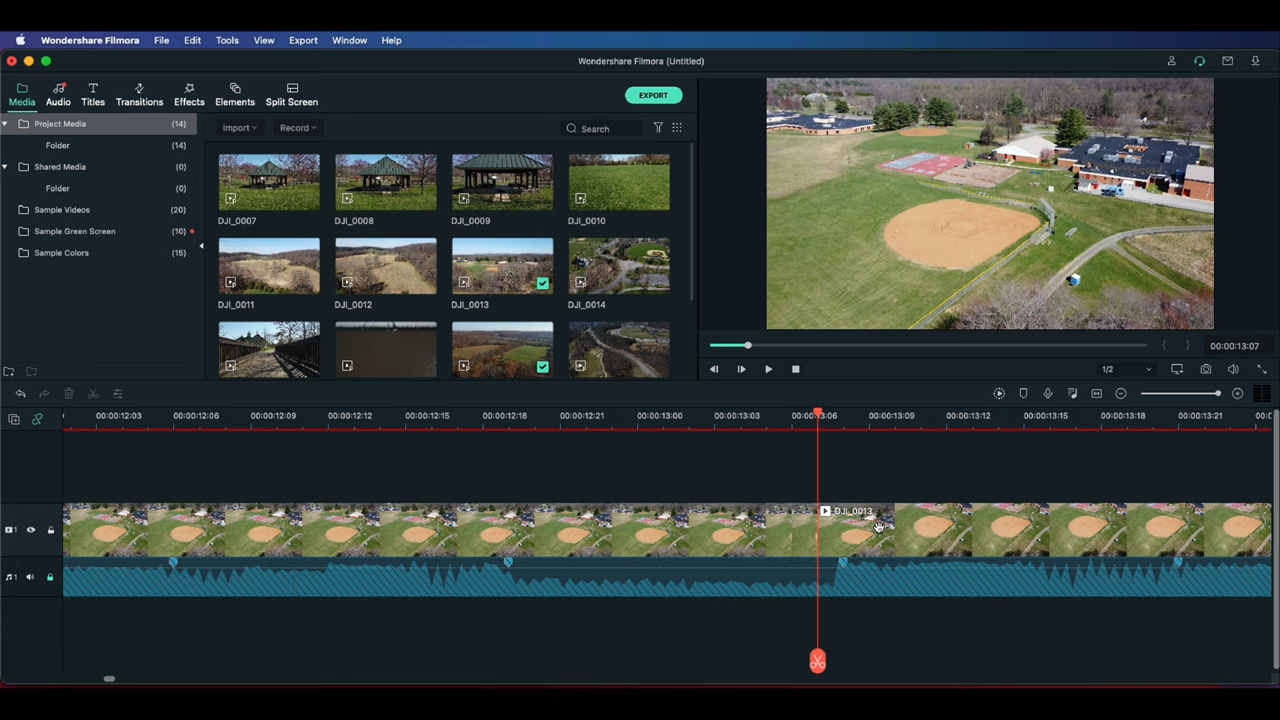 Wondershare Filmora File Edit Tools View Export Window Help
Wondershare Filmora (Untitled)
Media Audio Titles Transitions Effects Elements Split Screen
EXPORT
Project Media (14)
Folder (14)
Shared Media (0)
Folder (0)
Sample Videos (20)
Sample Green Screen (10)
Sample Colors (15)
Import Record Search
DJI_0007 DJI_0008 DJI_0009 DJI_0010
DJI_0011 DJI_0012 DJI_0013 DJI_0014
00:00:13:07
1/2
00:00:12:03 00:00:12:06 00:00:12:09 00:00:12:12 00:00:12:15 00:00:12:18 00:00:12:21 00:00:13:00 00:00:13:03 00:00:13:06 00:00:13:09 00:00:13:12 00:00:13:15 00:00:13:18 00:00:13:21 00:0
DJI_0013
1
1